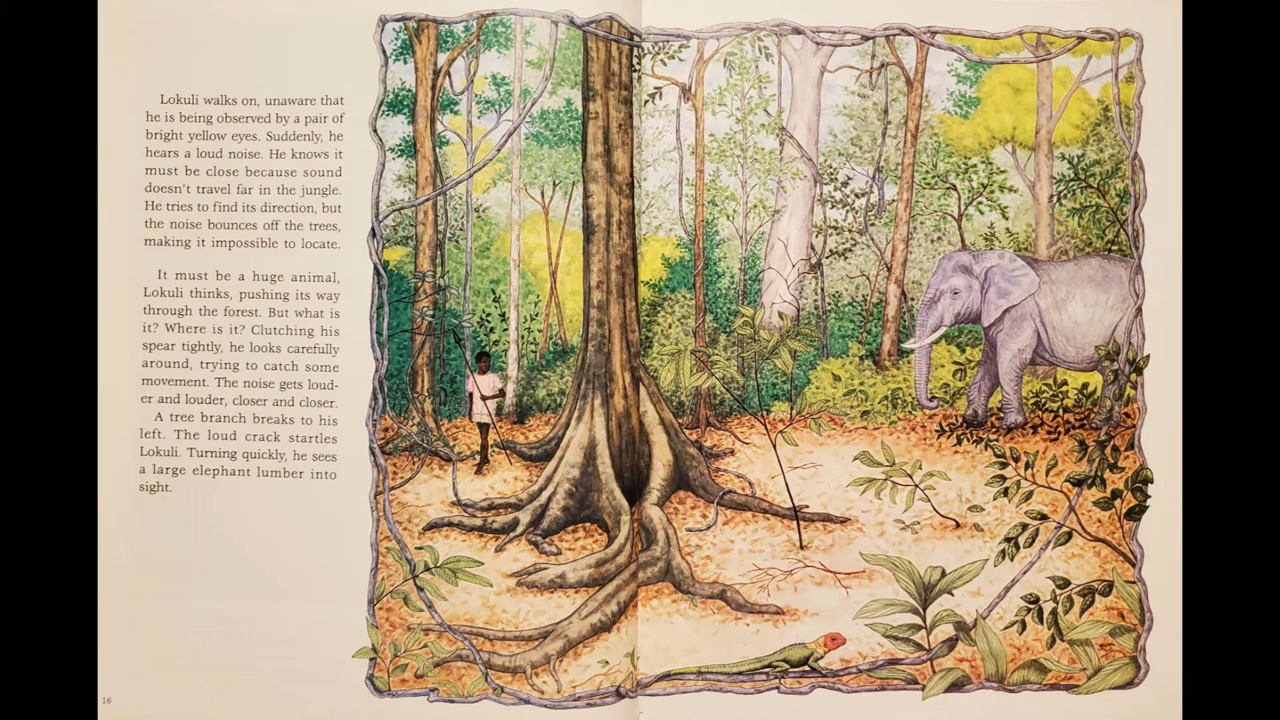 Lokuli walks on, unaware that
he is being observed by a pair of
bright yellow eyes. Suddenly, he
hears a loud noise. He knows it
must be close because sound
doesn't travel far in the jungle.
He tries to find its direction, but
the noise bounces off the trees,
making it impossible to locate.
It must be a huge animal,
Lokuli thinks, pushing its way
through the forest. But what is
it? Where is it? Clutching his
spear tightly, he looks carefully
around, trying to catch some
movement. The noise gets loud-
er and louder, closer and closer.
A tree branch breaks to his
left. The loud crack startles
Lokuli. Turning quickly, he sees
a large elephant lumber into
sight.
16